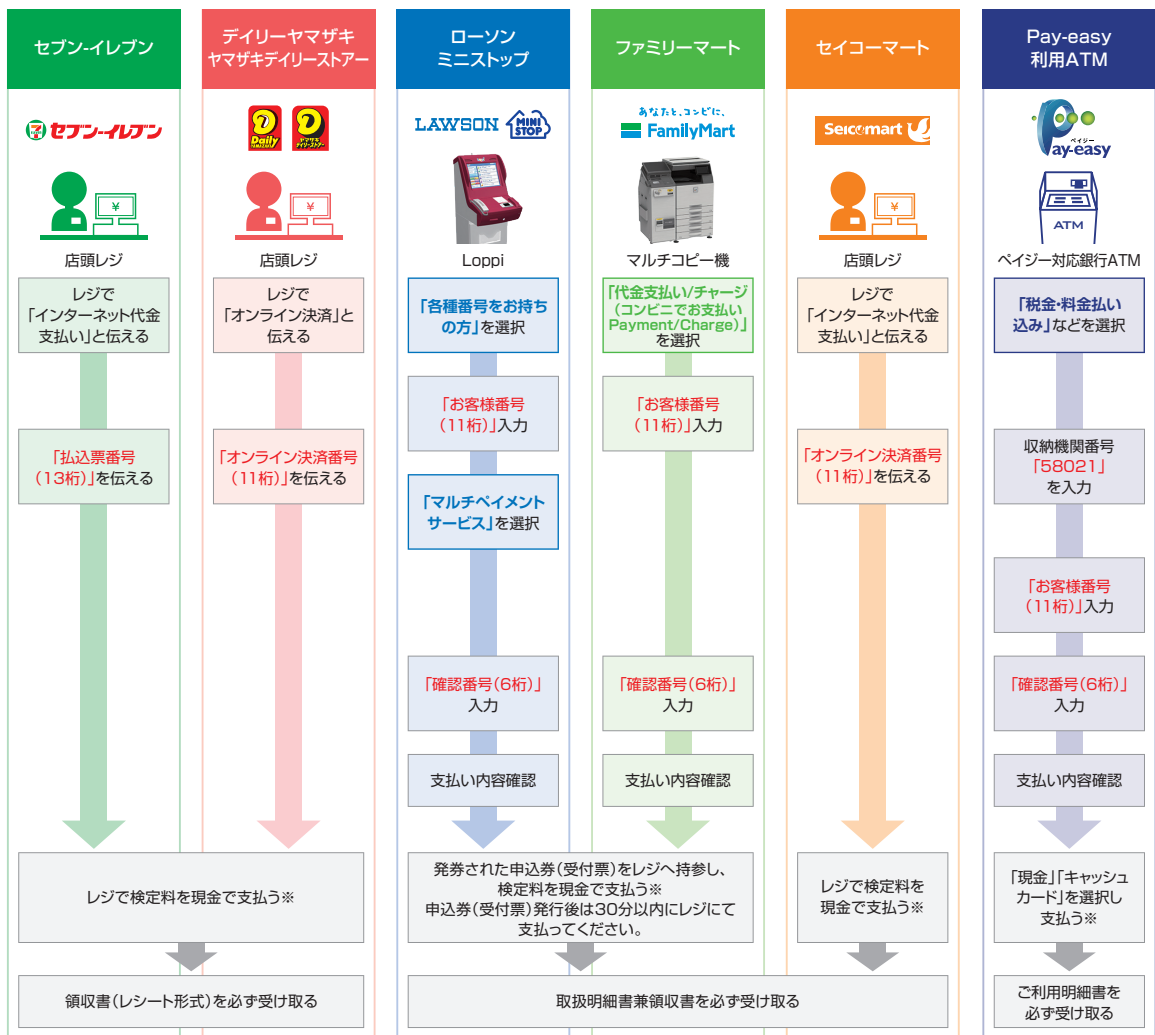 セブン-イレブン
セブン-イレブン
¥
店頭レジ
レジで
「インターネット代金
支払い」と伝える
「払込票番号
(13桁)」を伝える
デイリーヤマザキ
ヤマザキデイリーストアー
Daily
YAMAZAKI
ヤマザキ
デイリーストアー
¥
店頭レジ
レジで
「オンライン決済」と
伝える
「オンライン決済番号
(11桁)」を伝える
レジで検定料を現金で支払う※
領収書(レシート形式)を必ず受け取る
ローソン
ミニストップ
LAWSON
MINI
STOP
Loppi
「各種番号をお持ち
の方」を選択
「お客様番号
(11桁)」入力
「マルチペイメント
サービス」を選択
「確認番号(6桁)」
入力
支払い内容確認
ファミリーマート
あなたと、コンビに、
FamilyMart
マルチコピー機
「代金支払い/チャージ
(コンビニでお支払い
Payment/Charge)」
を選択
「お客様番号
(11桁)」入力
「確認番号(6桁)」
入力
支払い内容確認
発券された申込券(受付票)をレジへ持参し、
検定料を現金で支払う※
申込券(受付票)発行後は30分以内にレジにて
支払ってください。
セイコーマート
Seicomart
¥
店頭レジ
レジで
「インターネット代金
支払い」と伝える
「オンライン決済番号
(11桁)」を伝える
レジで検定料を
現金で支払う※
取扱明細書兼領収書を必ず受け取る
Pay-easy
利用ATM
ペイジー
Pay-easy
ATM
ペイジー対応銀行ATM
「税金・料金払い
込み」などを選択
収納機関番号
「58021」
を入力
「お客様番号
(11桁)」入力
「確認番号(6桁)」
入力
支払い内容確認
「現金」「キャッシュ
カード」を選択し
支払う※
ご利用明細書を
必ず受け取る